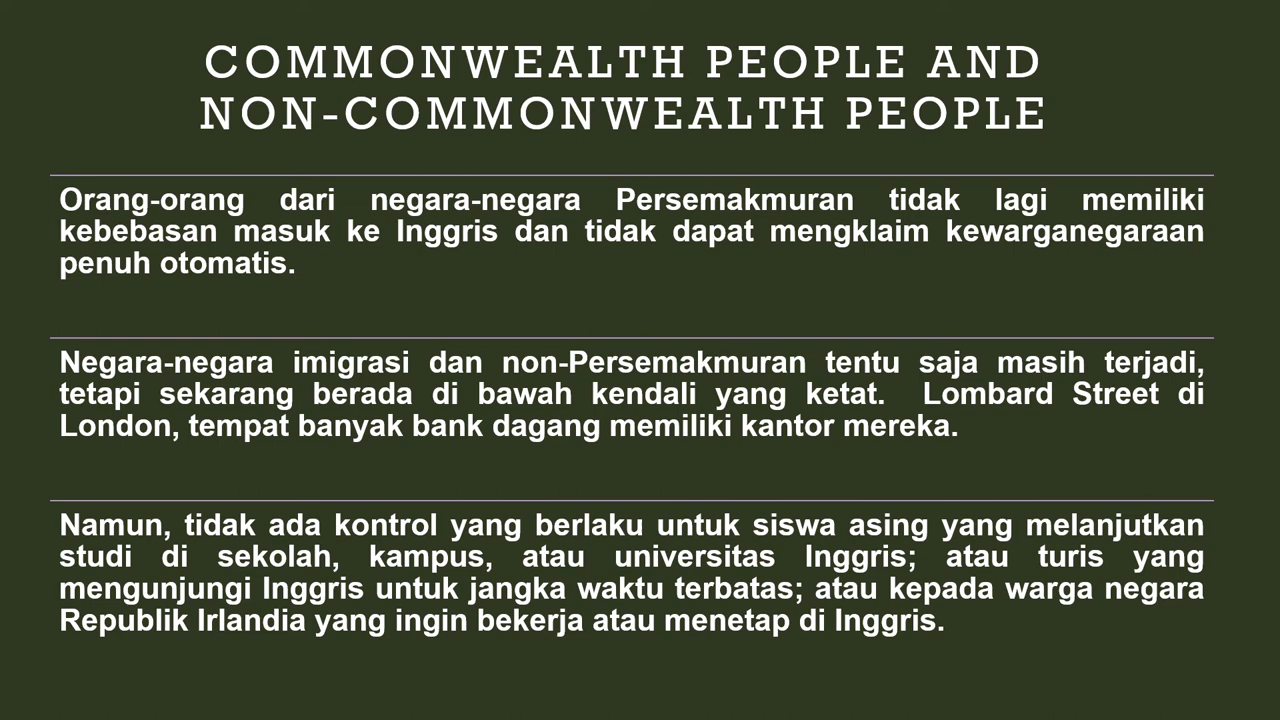 COMMONWEALTH PEOPLE AND
NON-COMMONWEALTH PEOPLE
Orang-orang dari negara-negara Persemakmuran tidak lagi memiliki
kebebasan masuk ke Inggris dan tidak dapat mengklaim kewarganegaraan
penuh otomatis.
Negara-negara imigrasi dan non-Persemakmuran tentu saja masih terjadi,
tetapi sekarang berada di bawah kendali yang ketat.  Lombard Street di
London, tempat banyak bank dagang memiliki kantor mereka.
Namun, tidak ada kontrol yang berlaku untuk siswa asing yang melanjutkan
studi di sekolah, kampus, atau universitas Inggris; atau turis yang
mengunjungi Inggris untuk jangka waktu terbatas; atau kepada warga negara
Republik Irlandia yang ingin bekerja atau menetap di Inggris.